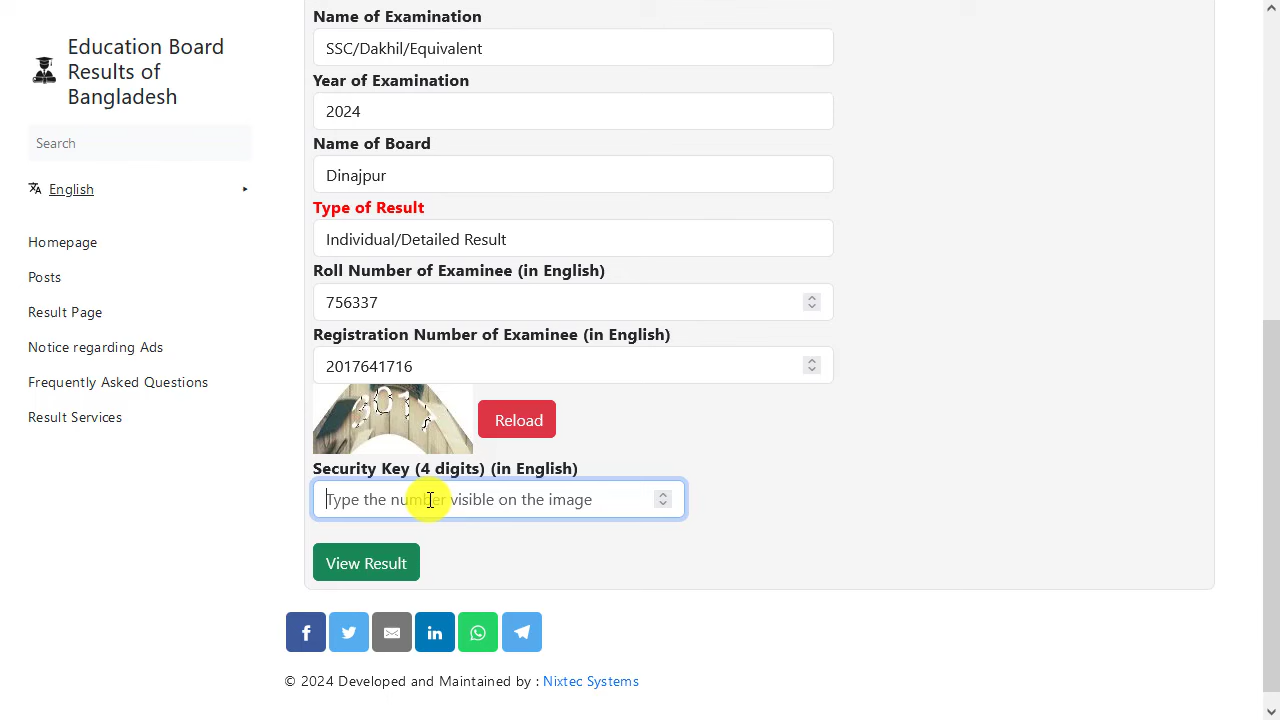 Education Board
Results of
Bangladesh
Search
English
Homepage
Posts
Result Page
Notice regarding Ads
Frequently Asked Questions
Result Services
Name of Examination
SSC/Dakhil/Equivalent
Year of Examination
2024
Name of Board
Dinajpur
Type of Result
Individual/Detailed Result
Roll Number of Examinee (in English)
756337
Registration Number of Examinee (in English)
2017641716
Reload
Security Key (4 digits) (in English)
Type the number visible on the image
View Result
© 2024 Developed and Maintained by : Nixtec Systems